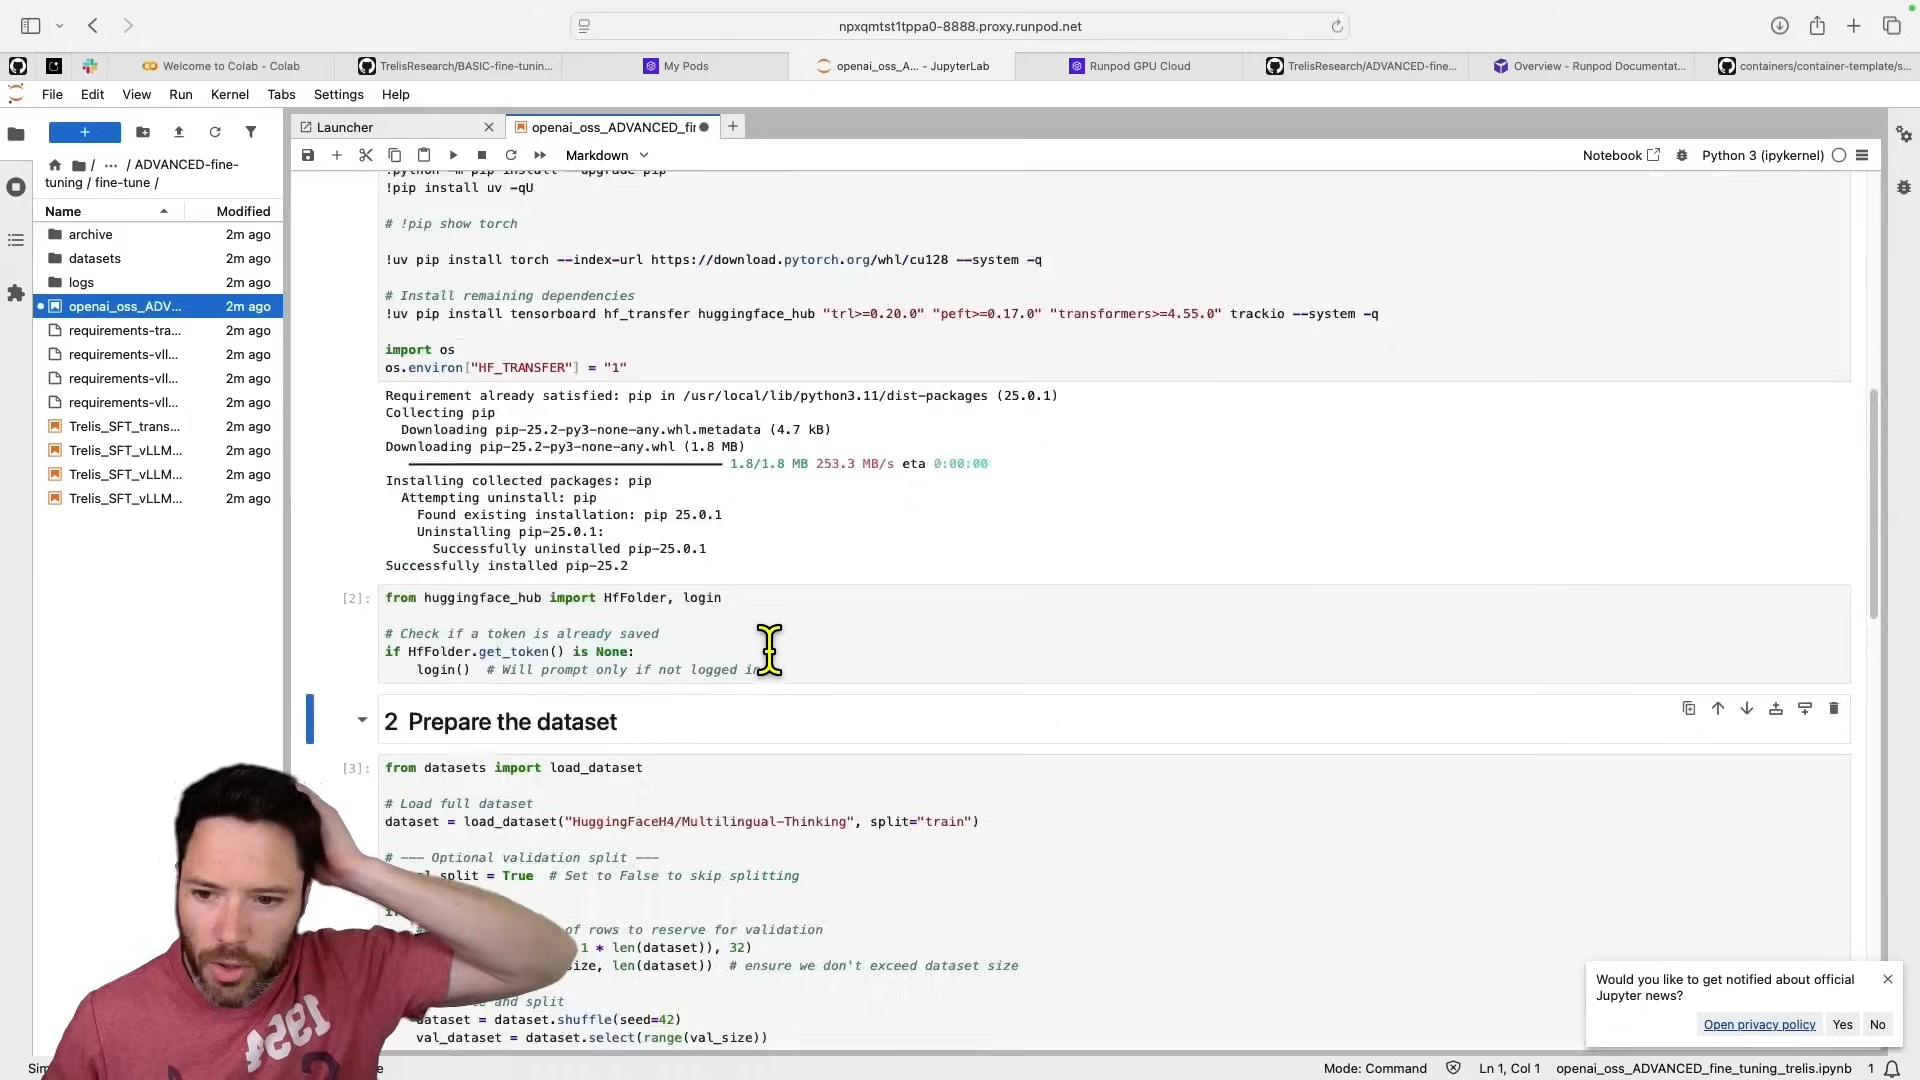 npxqmtst1tppa0-8888.proxy.runpod.net
Welcome to Colab - Colab
TrelisResearch/BASIC-fine-tunin...
My Pods
openai_oss_A... - JupyterLab
Runpod GPU Cloud
TrelisResearch/ADVANCED-fine...
Overview - Runpod Documentat...
containers/container-template/s...
File Edit View Run Kernel Tabs Settings Help
Launcher
openai_oss_ADVANCED_fir
Markdown
Notebook
Python 3 (ipykernel)
/ ... / ADVANCED-fine-
tuning / fine-tune /
Name Modified
archive 2m ago
datasets 2m ago
logs 2m ago
openai_oss_ADV... 2m ago
requirements-tra... 2m ago
requirements-vll... 2m ago
requirements-vll... 2m ago
requirements-vll... 2m ago
Trelis_SFT_trans... 2m ago
Trelis_SFT_vLLM... 2m ago
Trelis_SFT_vLLM... 2m ago
Trelis_SFT_vLLM... 2m ago
!python -m pip install --upgrade pip
!pip install uv -qU
# !pip show torch
!uv pip install torch --index-url https://download.pytorch.org/whl/cu128 --system -q
# Install remaining dependencies
!uv pip install tensorboard hf_transfer huggingface_hub "trl>=0.20.0" "peft>=0.17.0" "transformers>=4.55.0" trackio --system -q
import os
os.environ["HF_TRANSFER"] = "1"
Requirement already satisfied: pip in /usr/local/lib/python3.11/dist-packages (25.0.1)
Collecting pip
Downloading pip-25.2-py3-none-any.whl.metadata (4.7 kB)
Downloading pip-25.2-py3-none-any.whl (1.8 MB)
1.8/1.8 MB 253.3 MB/s eta 0:00:00
Installing collected packages: pip
Attempting uninstall: pip
Found existing installation: pip 25.0.1
Uninstalling pip-25.0.1:
Successfully uninstalled pip-25.0.1
Successfully installed pip-25.2
[2]: from huggingface_hub import HfFolder, login
# Check if a token is already saved
if HfFolder.get_token() is None:
login() # Will prompt only if not logged in
2 Prepare the dataset
[3]: from datasets import load_dataset
# Load full dataset
dataset = load_dataset("HuggingFaceH4/Multilingual-Thinking", split="train")
# --- Optional validation split ---
split = True # Set to False to skip splitting
of rows to reserve for validation
1 * len(dataset)), 32)
size, len(dataset)) # ensure we don't exceed dataset size
and split
dataset = dataset.shuffle(seed=42)
val_dataset = dataset.select(range(val_size))
1954
Would you like to get notified about official
Jupyter news?
Open privacy policy Yes No
Mode: Command
Ln 1, Col 1
openai_oss_ADVANCED_fine_tuning_trelis.ipynb
1